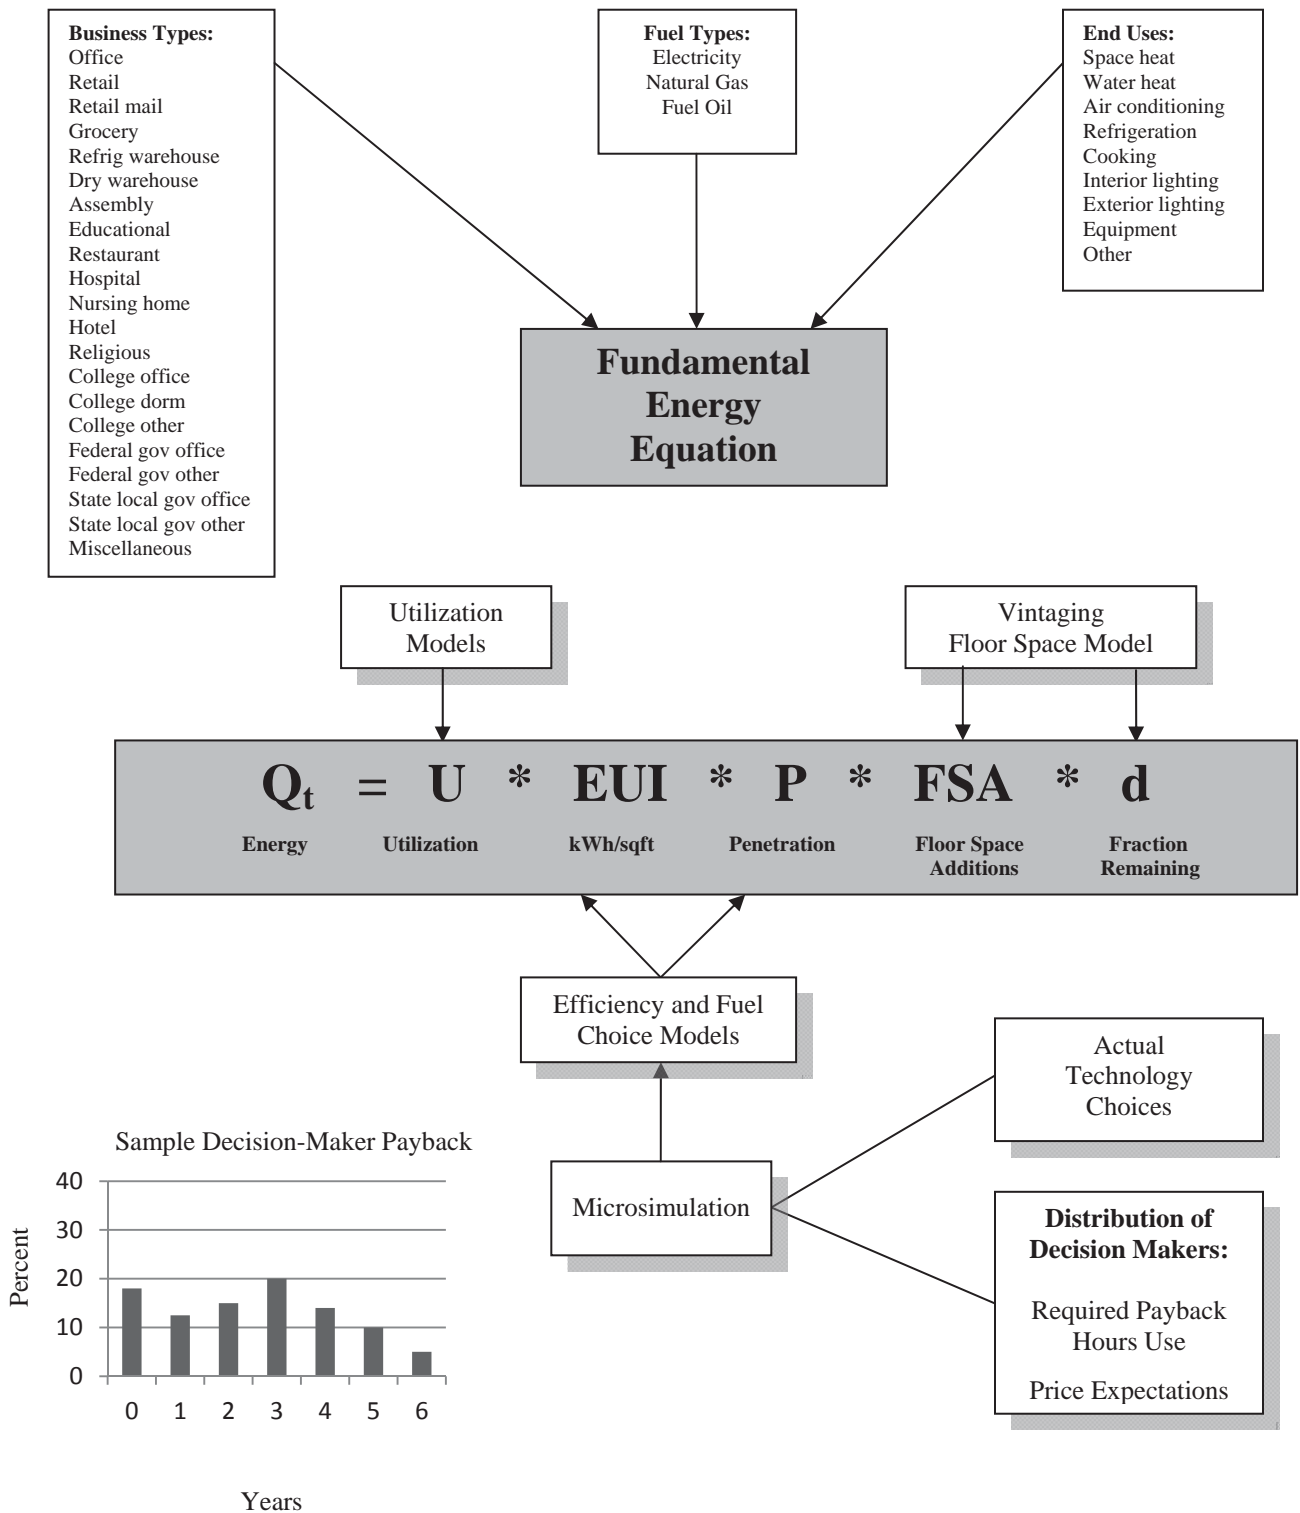 Business Types:
Office
Retail
Retail mail
Grocery
Refrig warehouse
Dry warehouse
Assembly
Educational
Restaurant
Hospital
Nursing home
Hotel
Religious
College office
College dorm
College other
Federal gov office
Federal gov other
State local gov office
State local gov other
Miscellaneous
Fuel Types:
Electricity
Natural Gas
Fuel Oil
End Uses:
Space heat
Water heat
Air conditioning
Refrigeration
Cooking
Interior lighting
Exterior lighting
Equipment
Other
Fundamental
Energy
Equation
Utilization
Models
Vintaging
Floor Space Model
Qt = U * EUI * P * FSA * d
Energy Utilization kWh/sqft Penetration Floor Space Fraction
Additions Remaining
Efficiency and Fuel
Choice Models
Actual
Technology
Choices
Microsimulation
Distribution of
Decision Makers:
Required Payback
Hours Use
Price Expectations
Sample Decision-Maker Payback
Percent
40
30
20
10
0
0 1 2 3 4 5 6
Years